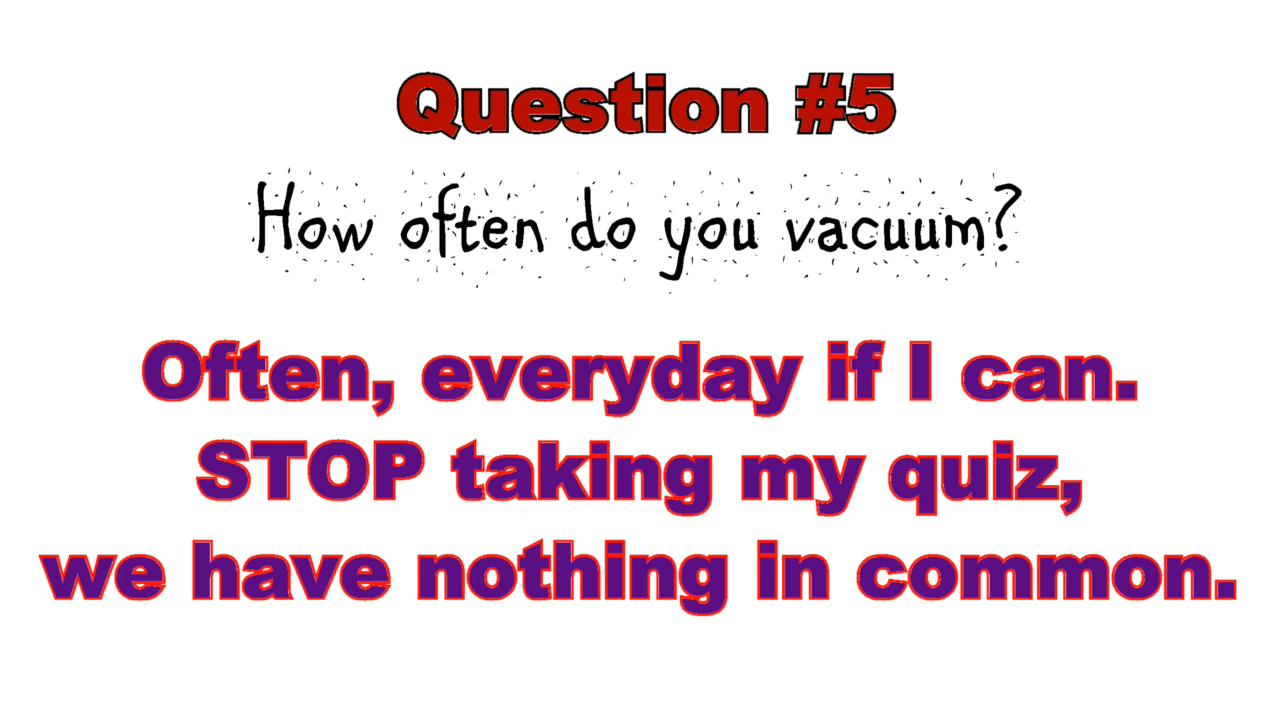 Question #5
How often do you vacuum?
Often, everyday if I can.
STOP taking my quiz,
we have nothing in common.